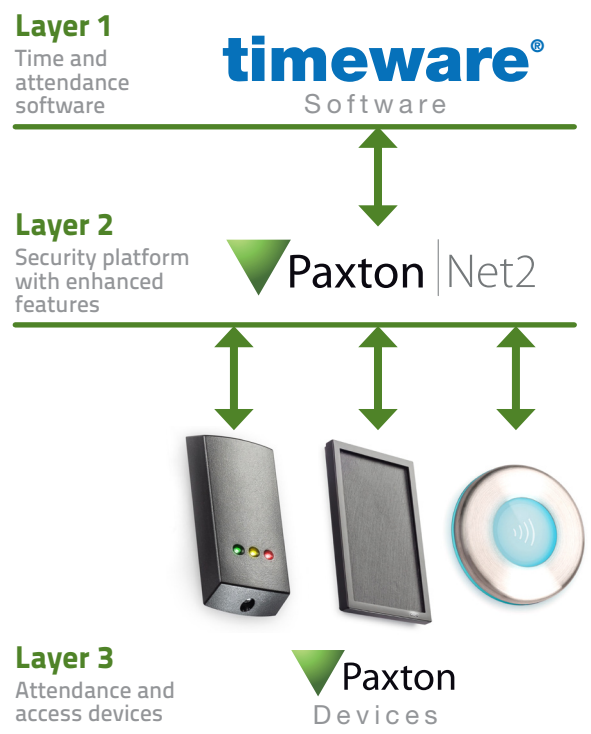 Layer 1
Time and
attendance
software
timeware®
Software
Layer 2
Security platform
with enhanced
features
Paxton Net2
Layer 3
Attendance and
access devices
Paxton
Devices